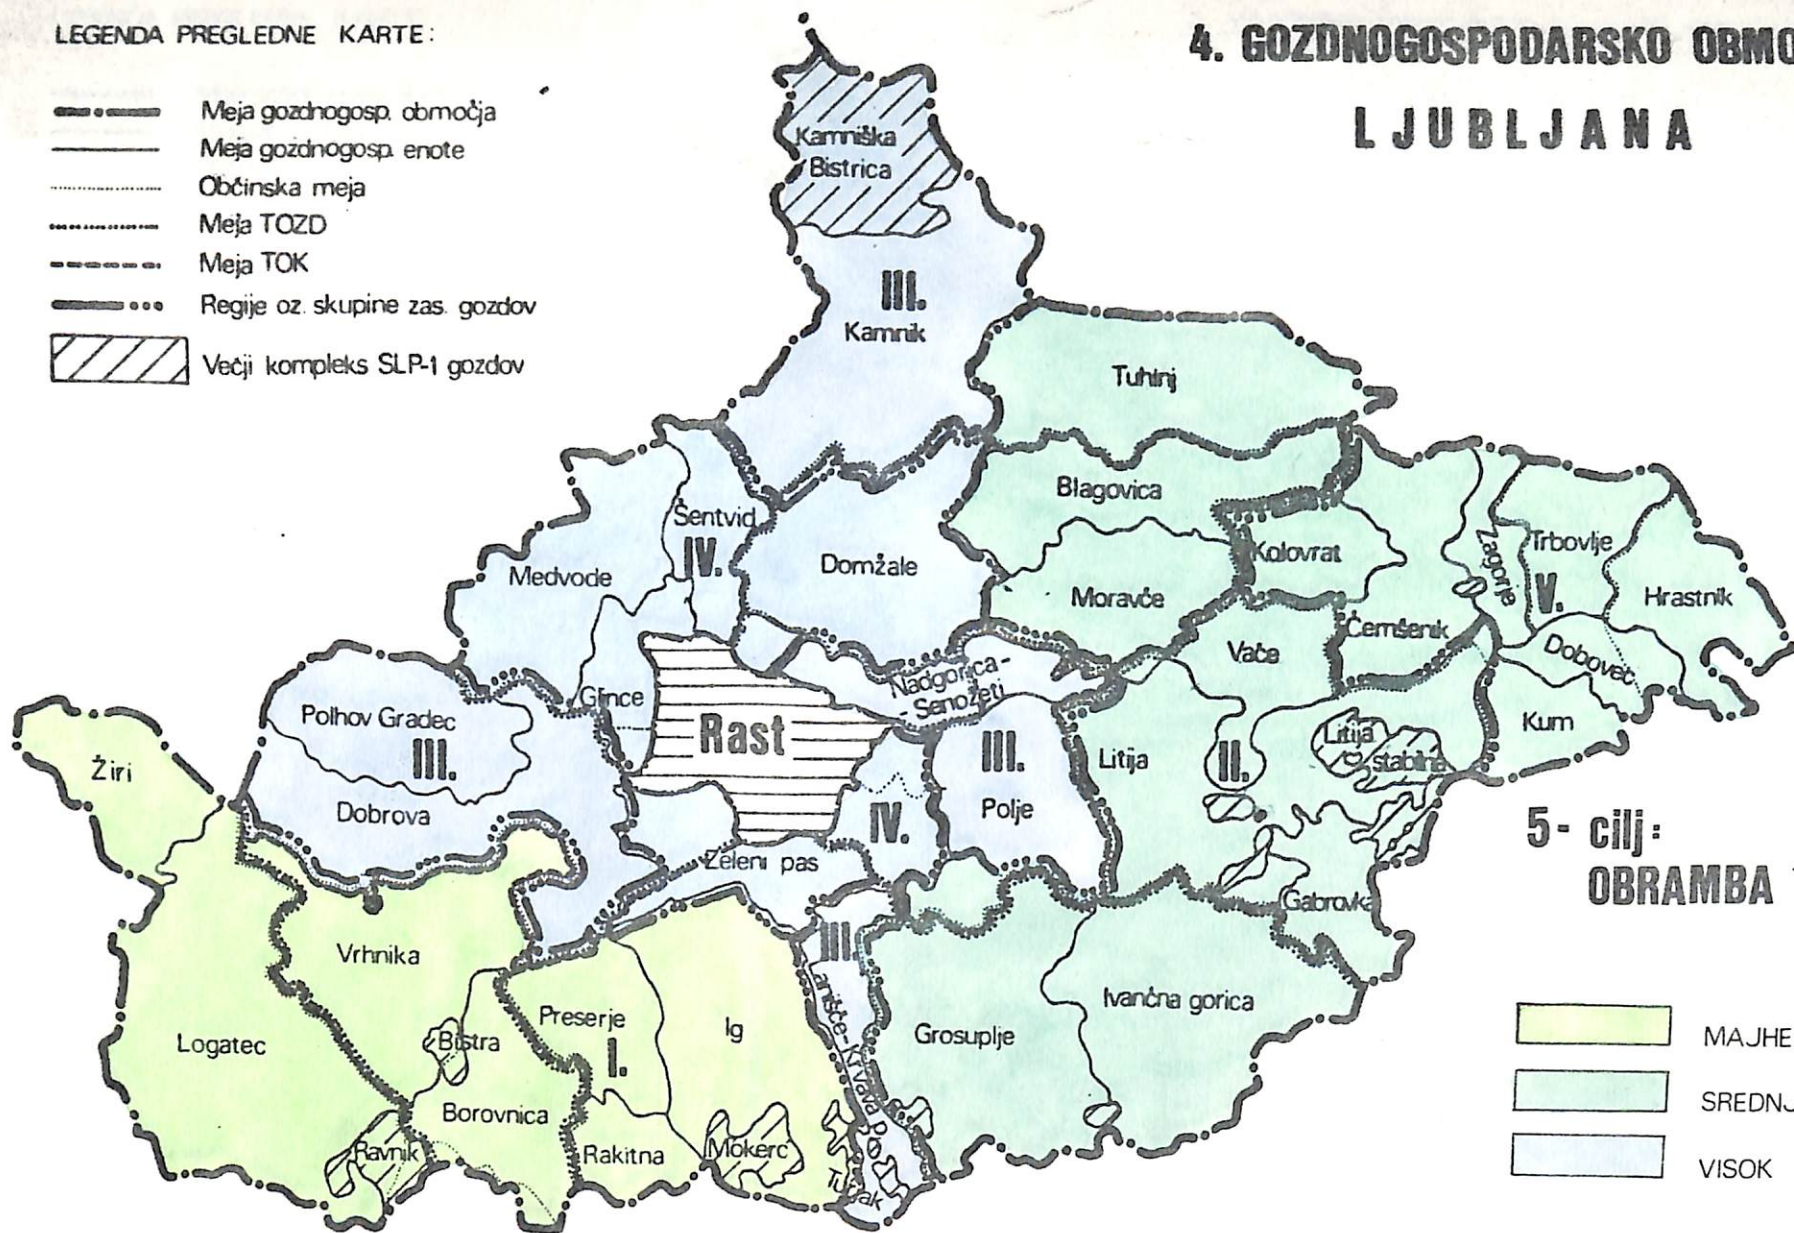 LEGENDA PREGLEDNE KARTE:
Meja gozdnogosp. območja
Meja gozdnogosp. enote
Občinska meja
Meja TOZD
Meja TOK
Regije oz. skupine zas. gozdov
Večji kompleks SLP-1 gozdov
4. GOZDNOGOSPODARSKO OBMO
LJUBLJANA
Kamniška
Bistrica
III.
Kamnik
Tuhinj
Blagovica
Šentvid
IV.
Medvode
Domžale
Kolovrat
Moravče
Zagorje
Trbovlje
V.
Hrastnik
Čemšenik
Vače
Dobovec
Nadgorica-
-Senožeti
Glince
Polhov Gradec
III.
Rast
III.
Kum
Žiri
Litija
II.
Litija
stabilna
Dobrova
Polje
IV.
Zeleni pas
5- cilj:
OBRAMBA
Gabrovka
Vrhnika
III.
Ivančna gorica
Preserje
Ig
Grosuplje
Logatec
Bistra
I.
Borovnica
Ravnik
Rakitna
Mokerc
MAJHE
SREDNJ
VISOK